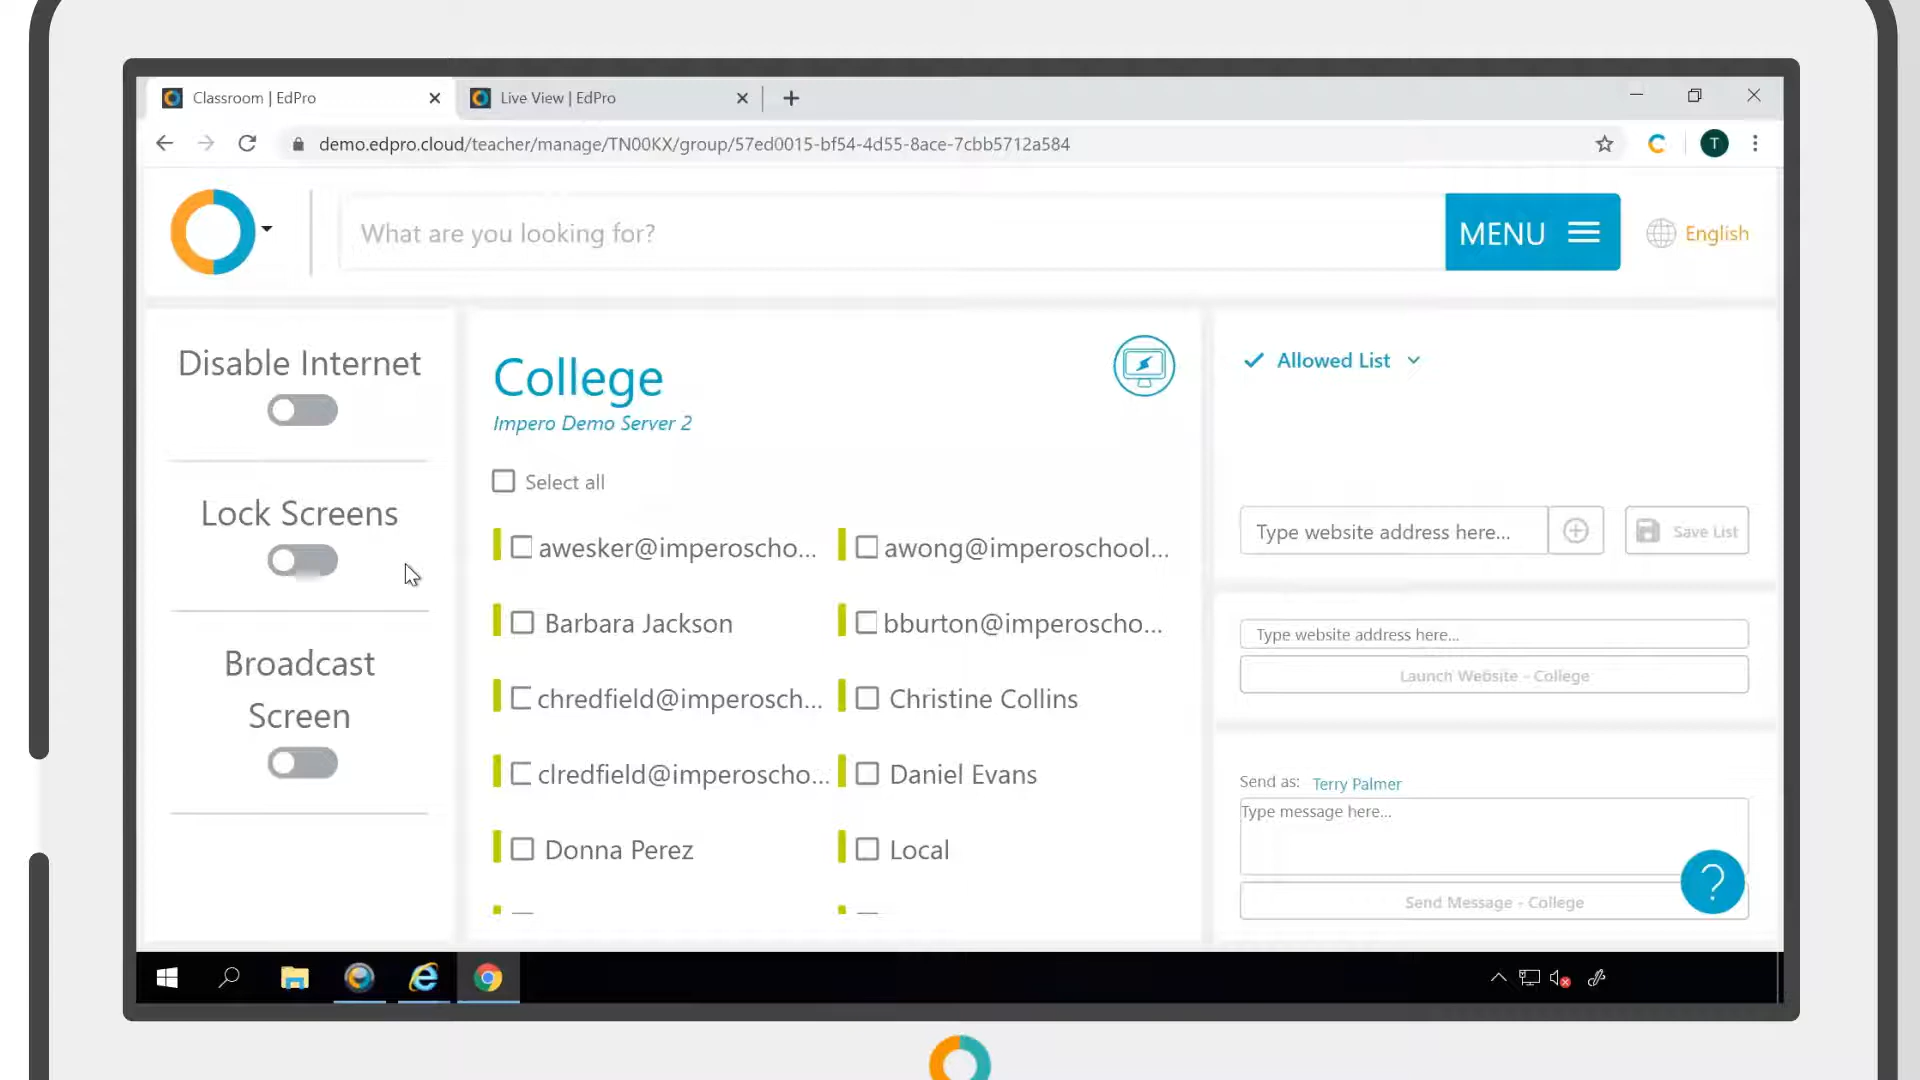 Classroom | EdPro
Live View | EdPro
demo.edpro.cloud/teacher/manage/TN00KX/group/57ed0015-bf54-4d55-8ace-7cbb5712a584
T
What are you looking for?
MENU
English
Disable Internet
Lock Screens
Broadcast
Screen
College
Impero Demo Server 2
Select all
awesker@imperoscho...
awong@imperoschool...
Barbara Jackson
bburton@imperoscho...
chredfield@imperosch...
Christine Collins
clredfield@imperoscho...
Daniel Evans
Donna Perez
Local
Allowed List
Type website address here...
Save List
Type website address here...
Launch Website - College
Send as: Terry Palmer
Type message here...
Send Message - College
?